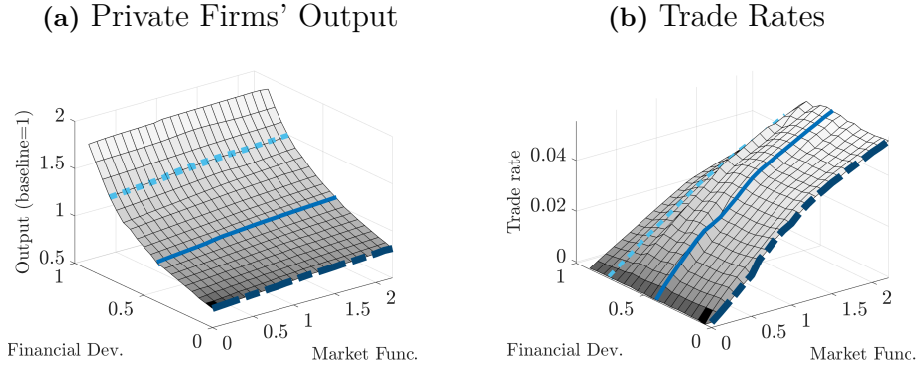 (a) Private Firms' Output
(b) Trade Rates
Output (baseline=1)
2
1.5
1
0.5
1
0.5
0
0
0.5
1
1.5
2
Financial Dev.
Market Func.
Trade rate
0.04
0.02
0
1
0.5
0
0
0.5
1
1.5
2
Financial Dev.
Market Func.